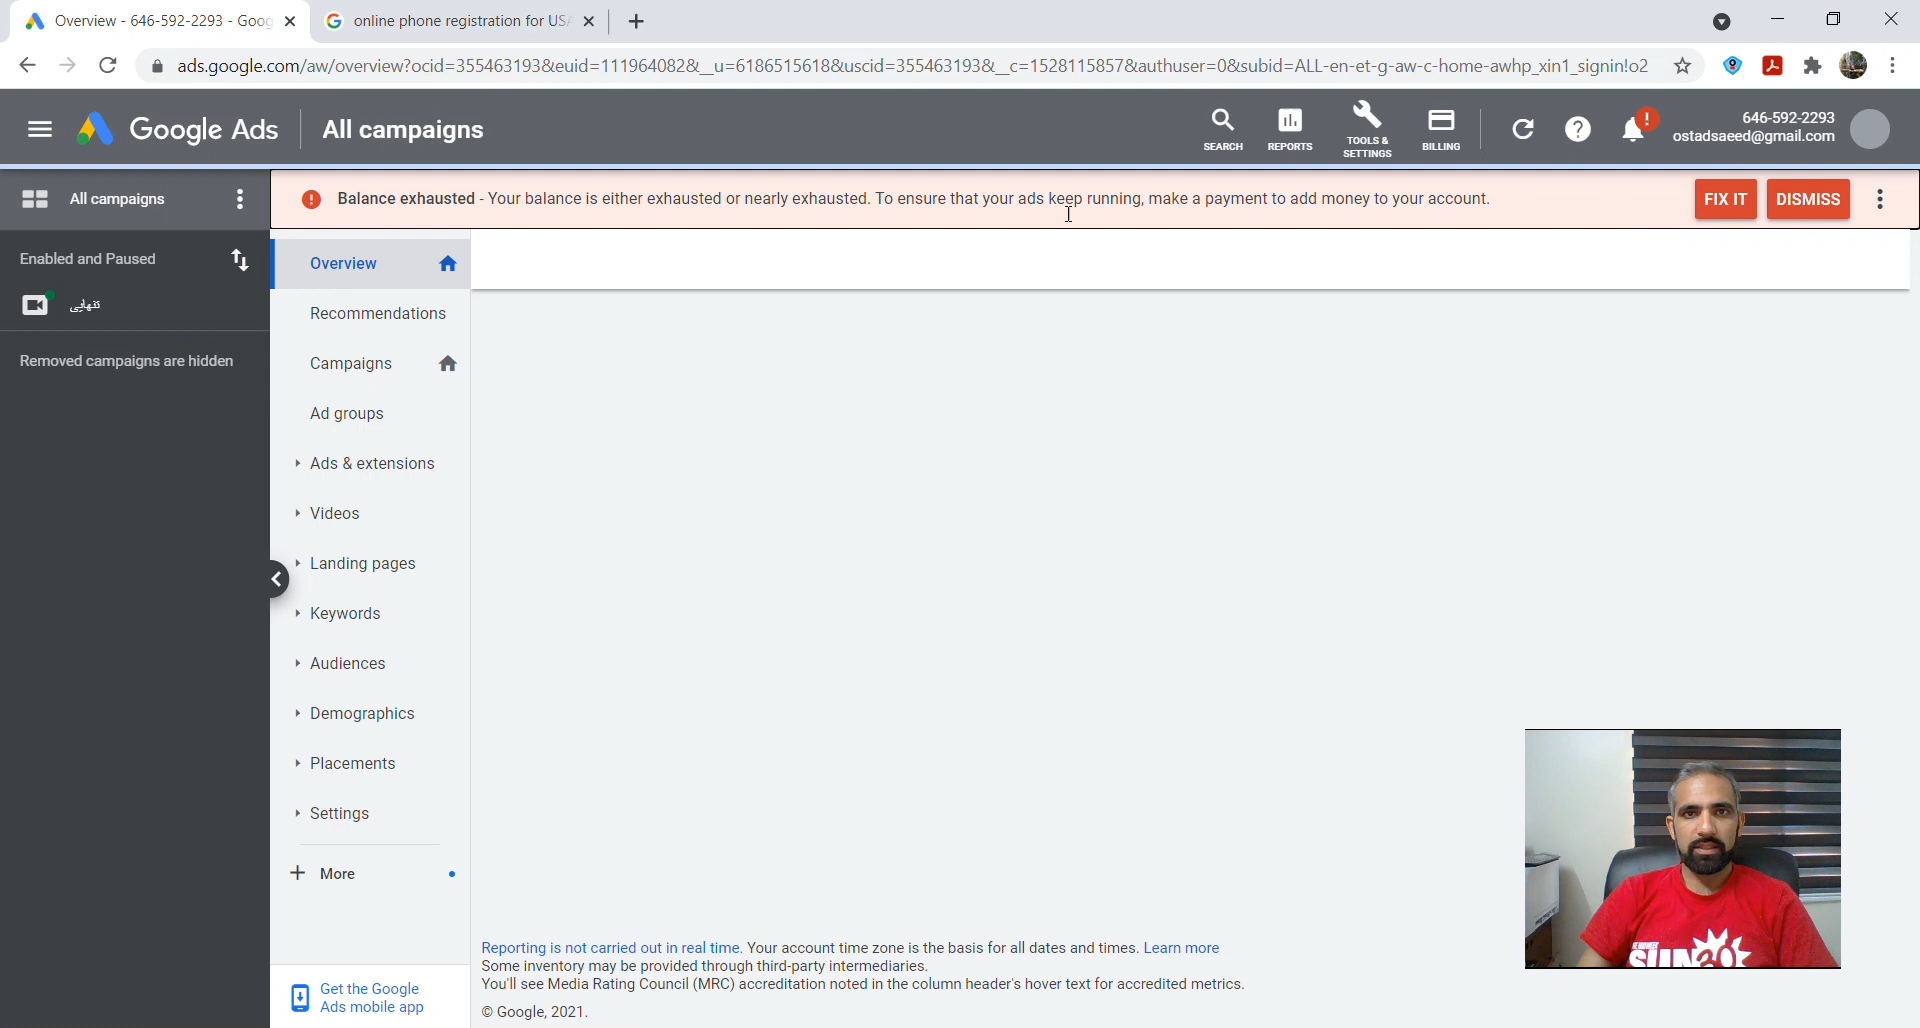 Overview - 646-592-2293 - Goog
online phone registration for USA
ads.google.com/aw/overview?ocid=355463193&euid=111964082&__u=6186515618&uscid=355463193&__c=1528115857&authuser=0&subid=ALL-en-et-g-aw-c-home-awhp_xin1_signin!o2
Google Ads
All campaigns
SEARCH
REPORTS
TOOLS &
SETTINGS
BILLING
646-592-2293
ostadsaeed@gmail.com
All campaigns
Balance exhausted - Your balance is either exhausted or nearly exhausted. To ensure that your ads keep running, make a payment to add money to your account.
FIX IT
DISMISS
Enabled and Paused
تنهایی
Removed campaigns are hidden
Overview
Recommendations
Campaigns
Ad groups
Ads & extensions
Videos
Landing pages
Keywords
Audiences
Demographics
Placements
Settings
More
Get the Google
Ads mobile app
Reporting is not carried out in real time. Your account time zone is the basis for all dates and times. Learn more
Some inventory may be provided through third-party intermediaries.
You'll see Media Rating Council (MRC) accreditation noted in the column header's hover text for accredited metrics.
© Google, 2021.